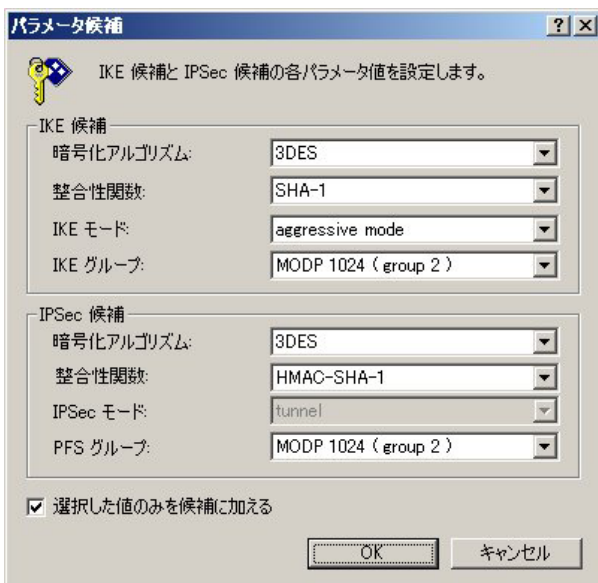 パラメータ候補
IKE 候補と IPSec 候補の各パラメータ値を設定します。
IKE 候補
暗号化アルゴリズム: 3DES
整合性関数: SHA-1
IKE モード: aggressive mode
IKE グループ: MODP 1024 ( group 2 )
IPSec 候補
暗号化アルゴリズム: 3DES
整合性関数: HMAC-SHA-1
IPSec モード: tunnel
PFS グループ: MODP 1024 ( group 2 )
選択した値のみを候補に加える
OK キャンセル